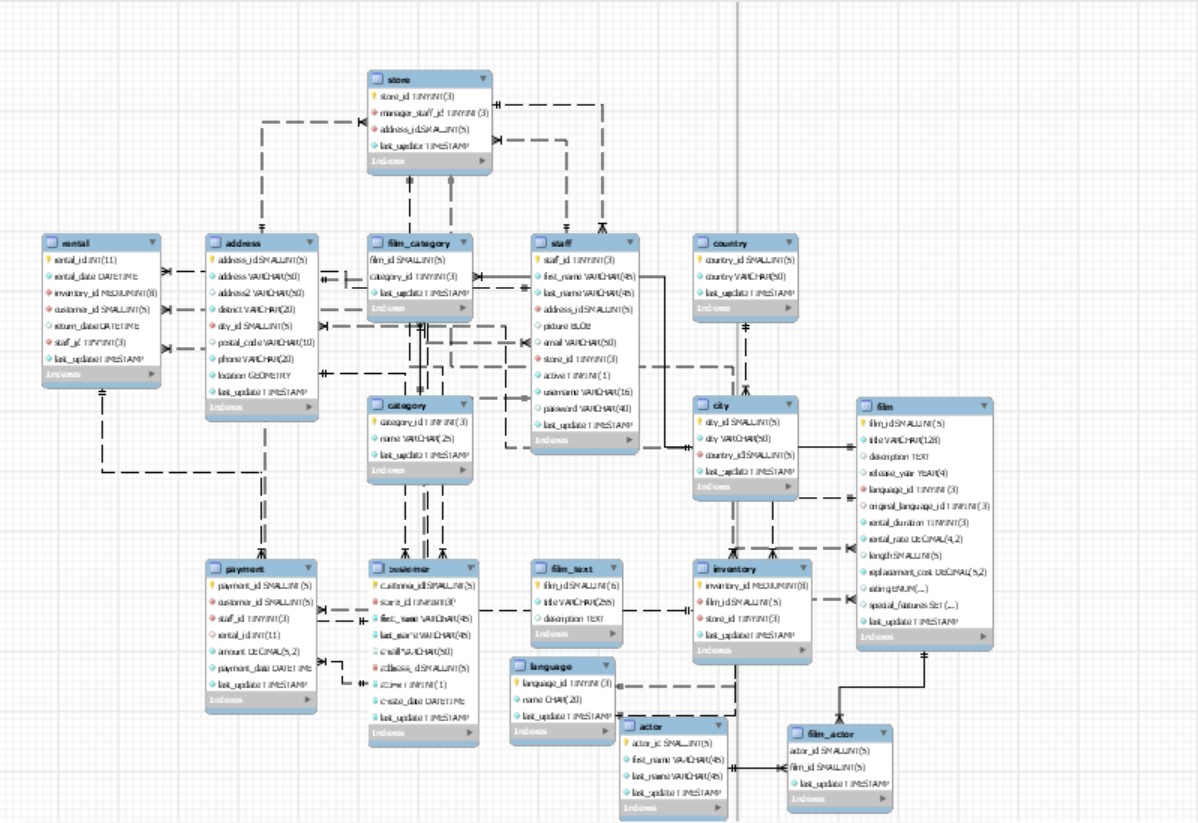 store
store_id TINYINT(3)
manager_staff_id TINYINT(3)
address_id SMALLINT(5)
last_update TIMESTAMP
Indexes
rental
rental_id INT(11)
rental_date DATETIME
inventory_id MEDIUMINT(8)
customer_id SMALLINT(5)
return_date DATETIME
staff_id TINYINT(3)
last_update TIMESTAMP
Indexes
address
address_id SMALLINT(5)
address VARCHAR(50)
address2 VARCHAR(50)
district VARCHAR(20)
city_id SMALLINT(5)
postal_code VARCHAR(10)
phone VARCHAR(20)
location GEOMETRY
last_update TIMESTAMP
Indexes
film_category
film_id SMALLINT(5)
category_id TINYINT(3)
last_update TIMESTAMP
Indexes
staff
staff_id TINYINT(3)
first_name VARCHAR(45)
last_name VARCHAR(45)
address_id SMALLINT(5)
picture BLOB
email VARCHAR(50)
store_id TINYINT(3)
active TINYINT(1)
username VARCHAR(16)
password VARCHAR(40)
last_update TIMESTAMP
Indexes
country
country_id SMALLINT(5)
country VARCHAR(50)
last_update TIMESTAMP
Indexes
category
category_id TINYINT(3)
name VARCHAR(25)
last_update TIMESTAMP
Indexes
city
city_id SMALLINT(5)
city VARCHAR(50)
country_id SMALLINT(5)
last_update TIMESTAMP
Indexes
film
film_id SMALLINT(5)
title VARCHAR(128)
description TEXT
release_year YEAR(4)
language_id TINYINT(3)
original_language_id TINYINT(3)
rental_duration TINYINT(3)
rental_rate DECIMAL(4,2)
length SMALLINT(5)
replacement_cost DECIMAL(5,2)
rating ENUM(...)
special_features SET(...)
last_update TIMESTAMP
Indexes
payment
payment_id SMALLINT(5)
customer_id SMALLINT(5)
staff_id TINYINT(3)
rental_id INT(11)
amount DECIMAL(5,2)
payment_date DATETIME
last_update TIMESTAMP
Indexes
customer
customer_id SMALLINT(5)
store_id TINYINT(3)
first_name VARCHAR(45)
last_name VARCHAR(45)
email VARCHAR(50)
address_id SMALLINT(5)
active TINYINT(1)
create_date DATETIME
last_update TIMESTAMP
Indexes
film_text
film_id SMALLINT(6)
title VARCHAR(255)
description TEXT
Indexes
inventory
inventory_id MEDIUMINT(8)
film_id SMALLINT(5)
store_id TINYINT(3)
last_update TIMESTAMP
Indexes
language
language_id TINYINT(3)
name CHAR(20)
last_update TIMESTAMP
Indexes
actor
actor_id SMALLINT(5)
first_name VARCHAR(45)
last_name VARCHAR(45)
last_update TIMESTAMP
Indexes
film_actor
actor_id SMALLINT(5)
film_id SMALLINT(5)
last_update TIMESTAMP
Indexes